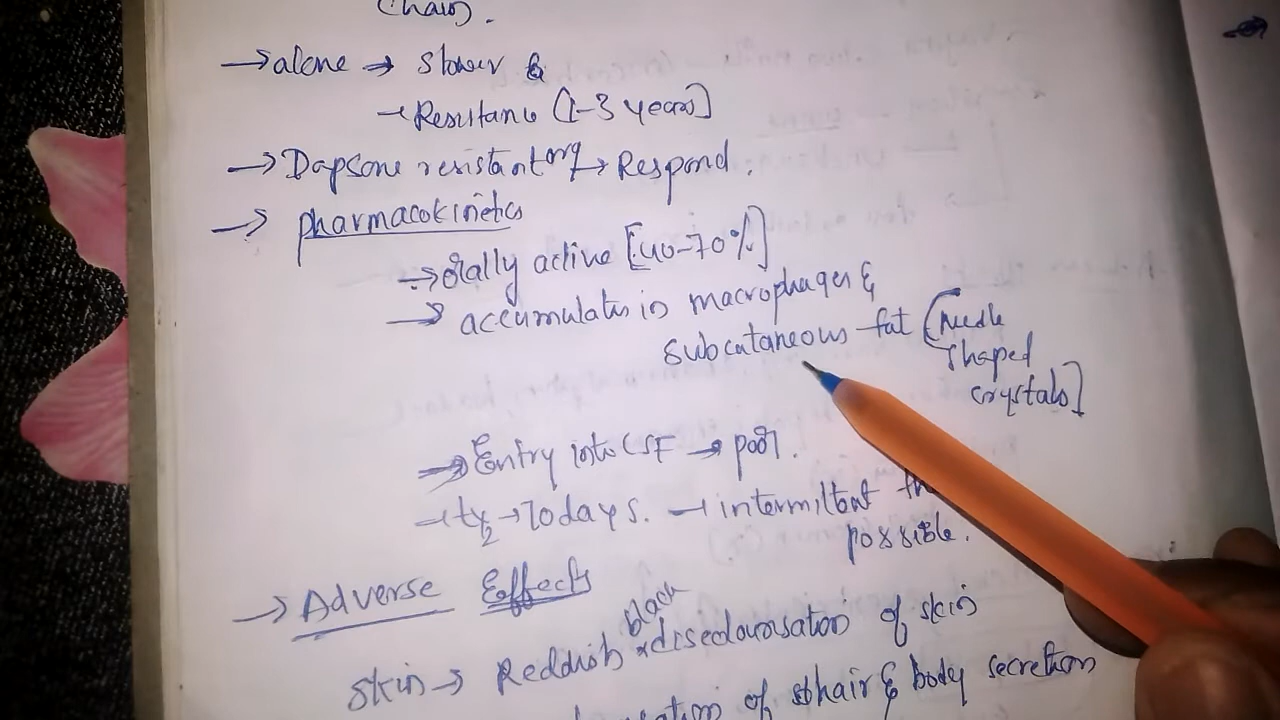 Chain.
→ alone → Slower &
→ Resistance [1-3 years]
→ Dapsone resistant org → Respond.
→ pharmacokinetics
→ orally active [40-70%]
→ accumulates in macrophages &
subcutaneous fat [Needle
shaped
crystals]
→ Entry into CSF → poor.
→ t1/2 → 70 days. → intermittent
possible.
→ Adverse Effects
skin → Reddish black discolourisation of skin
of hair & body secretion